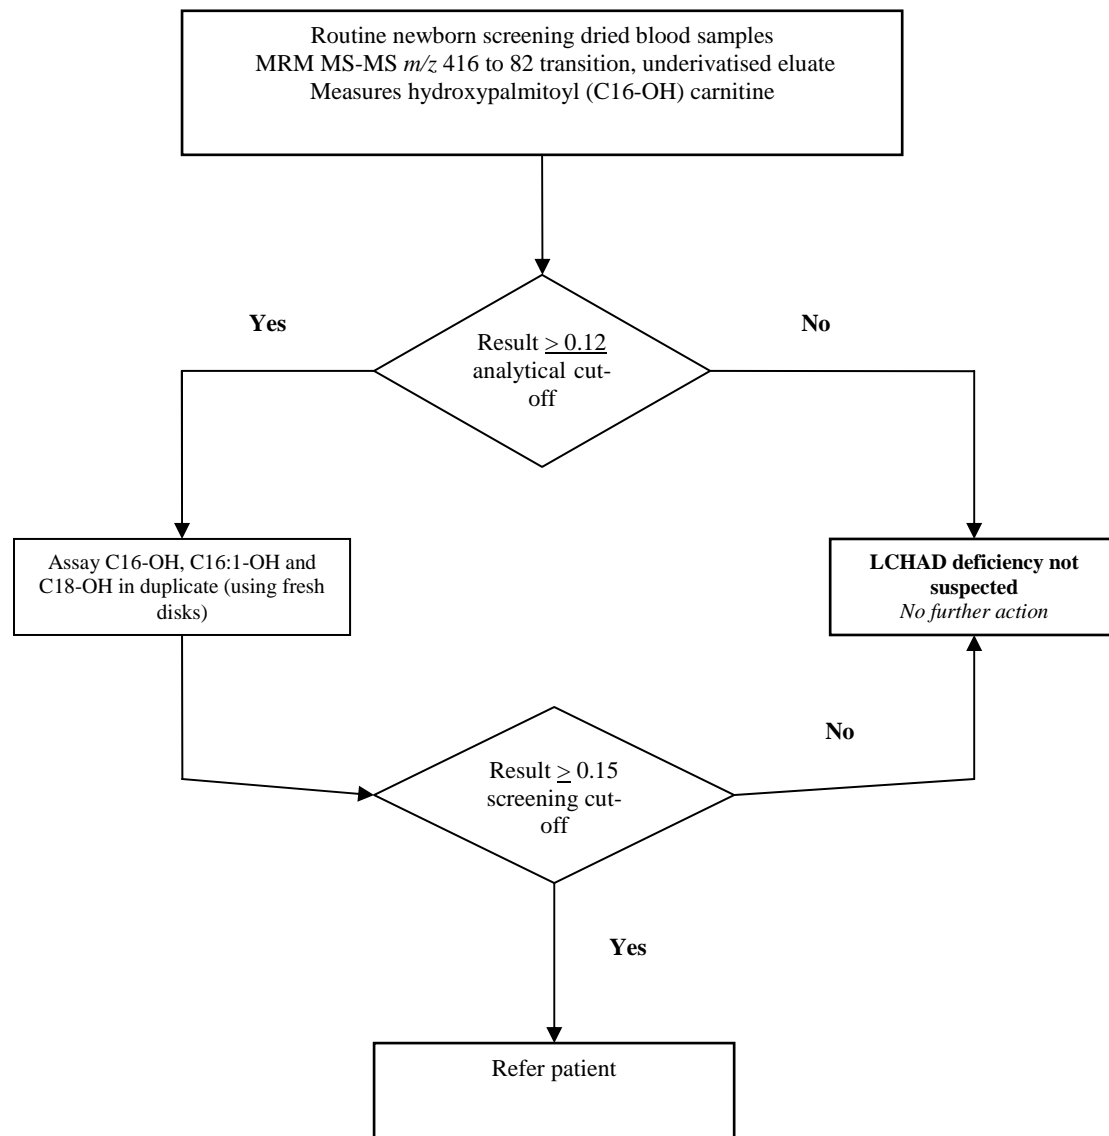 Routine newborn screening dried blood samples
MRM MS-MS m/z 416 to 82 transition, underivatised eluate
Measures hydroxypalmitoyl (C16-OH) carnitine
Yes
No
Result > 0.12
analytical cut-
off
Assay C16-OH, C16:1-OH and
C18-OH in duplicate (using fresh
disks)
LCHAD deficiency not
suspected
No further action
No
Result > 0.15
screening cut-
off
Yes
Refer patient